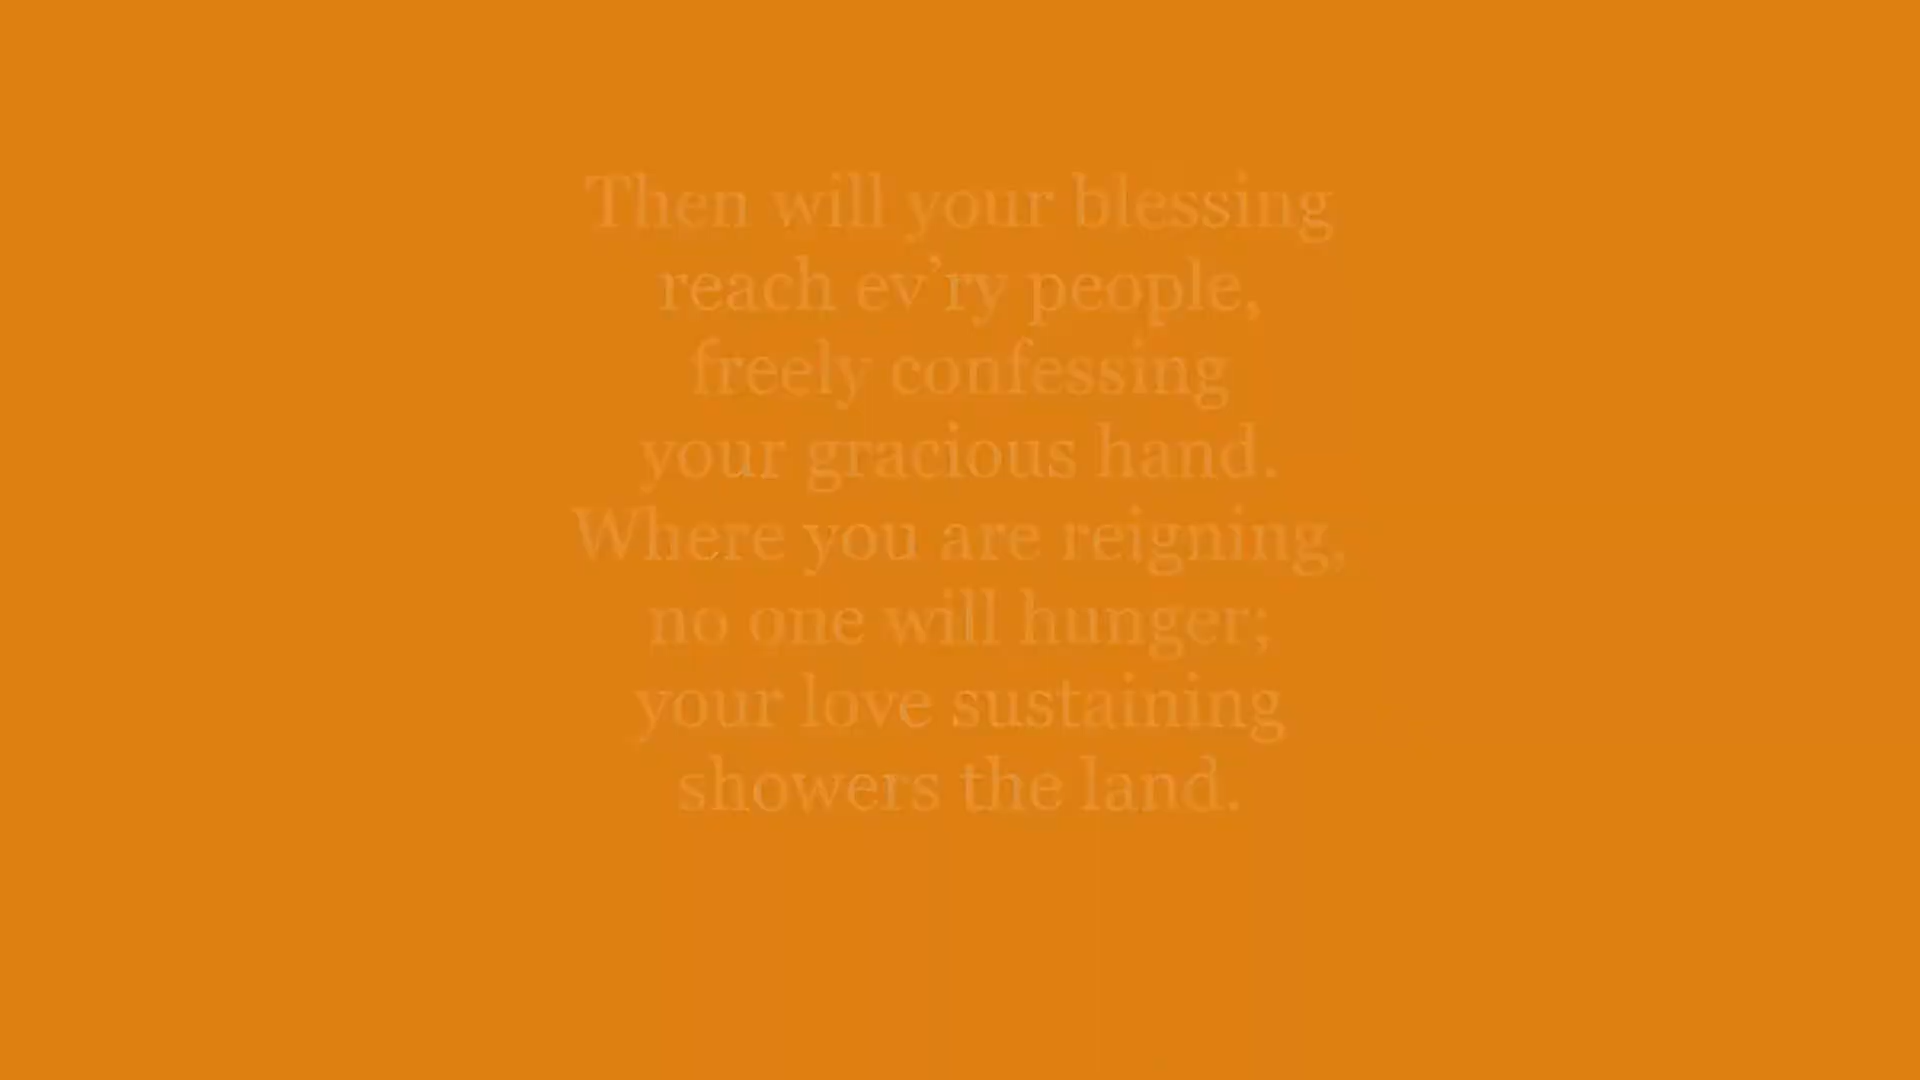 Then will your blessing
reach ev’ry people,
freely confessing
your gracious hand.
Where you are reigning,
no one will hunger;
your love sustaining
showers the land.